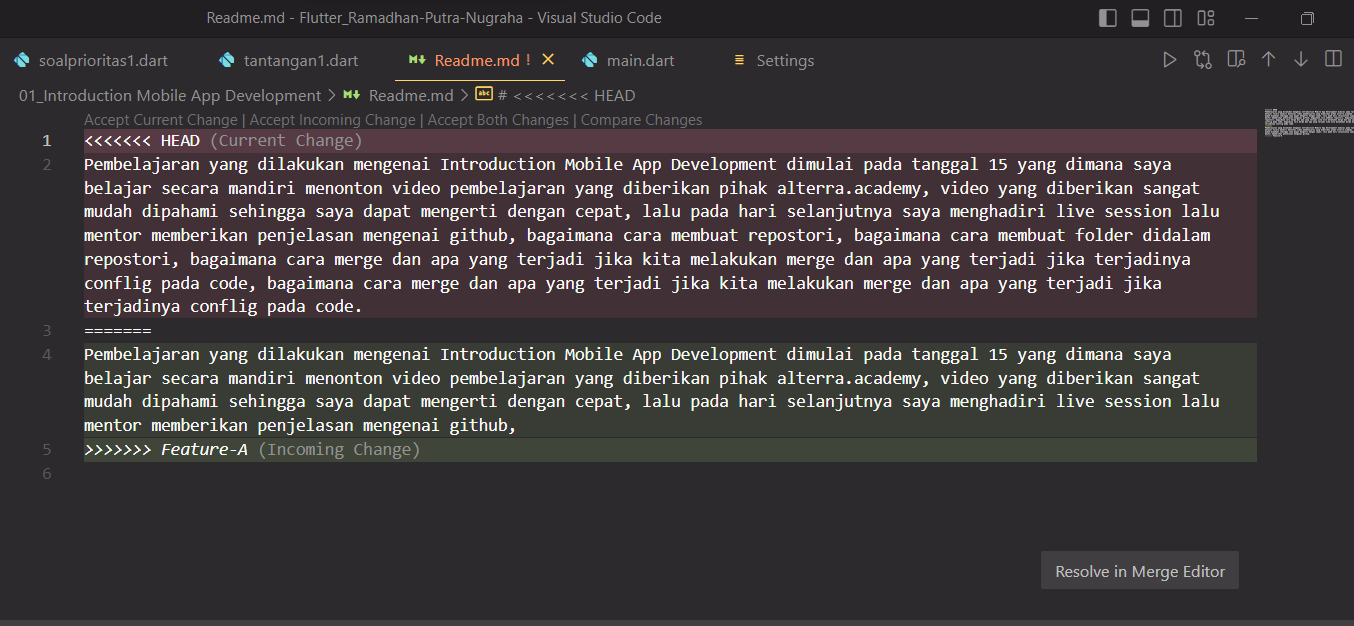 Readme.md - Flutter_Ramadhan-Putra-Nugraha - Visual Studio Code
soalprioritas1.dart tantangan1.dart Readme.md ! main.dart Settings
01_Introduction Mobile App Development > Readme.md > abc # <<<<<<< HEAD
Accept Current Change | Accept Incoming Change | Accept Both Changes | Compare Changes
1 <<<<<<< HEAD (Current Change)
2 Pembelajaran yang dilakukan mengenai Introduction Mobile App Development dimulai pada tanggal 15 yang dimana saya
belajar secara mandiri menonton video pembelajaran yang diberikan pihak alterra.academy, video yang diberikan sangat
mudah dipahami sehingga saya dapat mengerti dengan cepat, lalu pada hari selanjutnya saya menghadiri live session lalu
mentor memberikan penjelasan mengenai github, bagaimana cara membuat repostori, bagaimana cara membuat folder didalam
repostori, bagaimana cara merge dan apa yang terjadi jika kita melakukan merge dan apa yang terjadi jika terjadinya
conflig pada code, bagaimana cara merge dan apa yang terjadi jika kita melakukan merge dan apa yang terjadi jika
terjadinya conflig pada code.
3 =======
4 Pembelajaran yang dilakukan mengenai Introduction Mobile App Development dimulai pada tanggal 15 yang dimana saya
belajar secara mandiri menonton video pembelajaran yang diberikan pihak alterra.academy, video yang diberikan sangat
mudah dipahami sehingga saya dapat mengerti dengan cepat, lalu pada hari selanjutnya saya menghadiri live session lalu
mentor memberikan penjelasan mengenai github,
5 >>>>>>> Feature-A (Incoming Change)
6
Resolve in Merge Editor